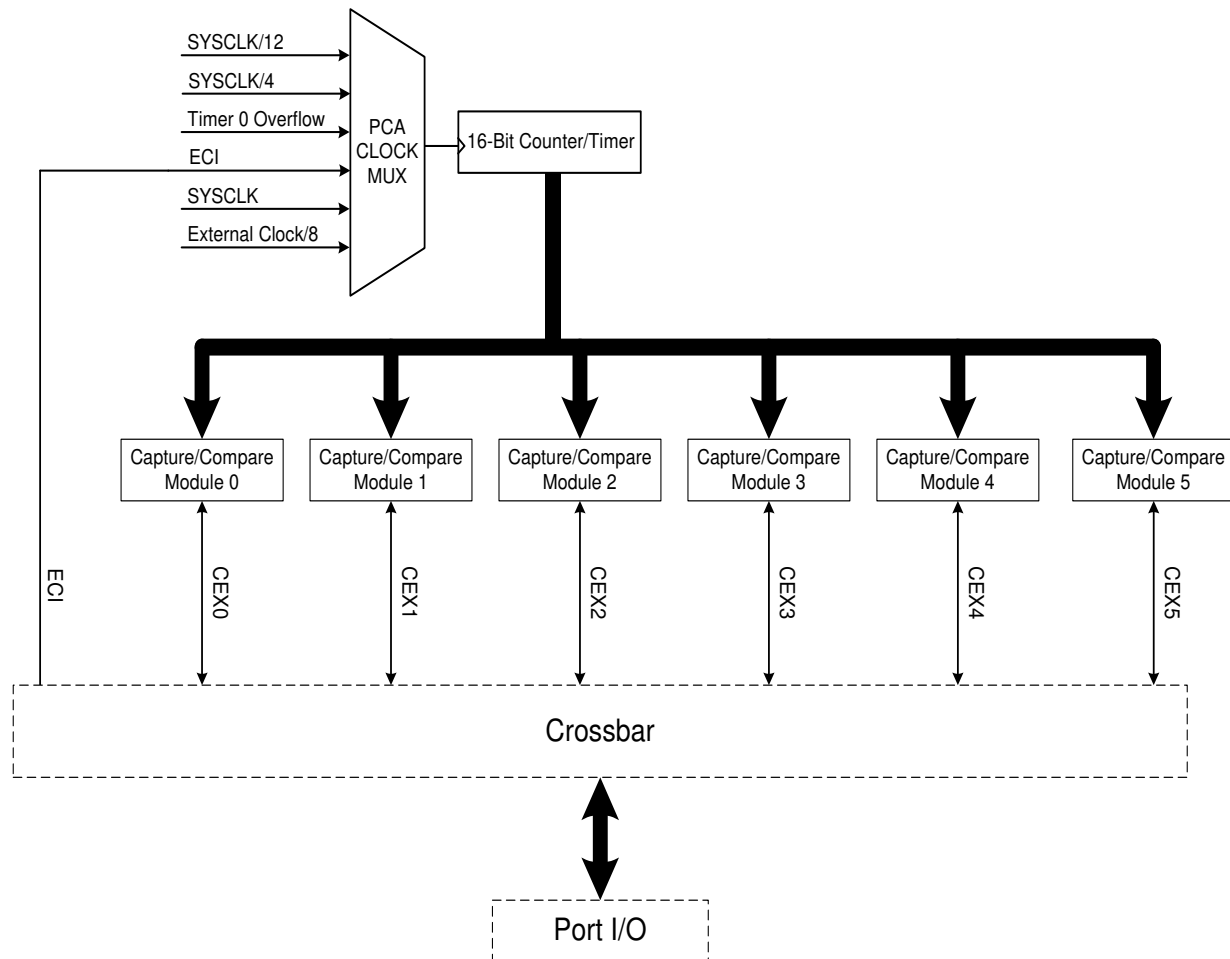 SYSCLK/12
SYSCLK/4
Timer 0 Overflow
ECI
SYSCLK
External Clock/8
PCA
CLOCK
MUX
16-Bit Counter/Timer
Capture/Compare
Module 0
Capture/Compare
Module 1
Capture/Compare
Module 2
Capture/Compare
Module 3
Capture/Compare
Module 4
Capture/Compare
Module 5
ECI
CEX0
CEX1
CEX2
CEX3
CEX4
CEX5
Crossbar
Port I/O